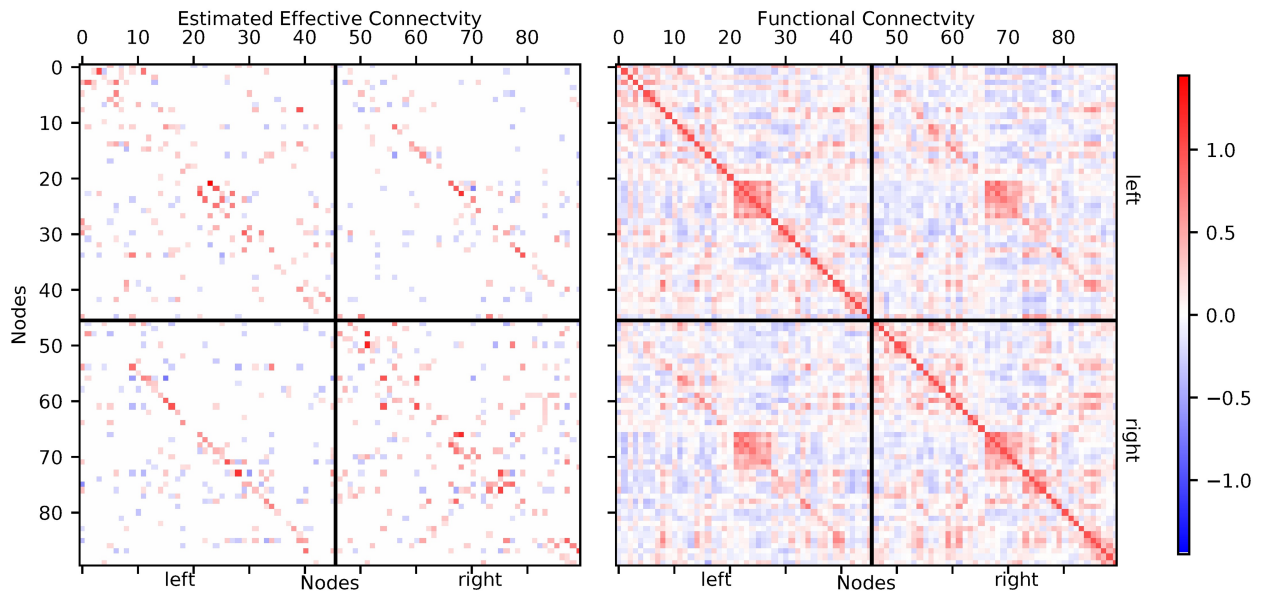 Estimated Effective Connectvity
Functional Connectvity
0 10 20 30 40 50 60 70 80
0 10 20 30 40 50 60 70 80
0
10
20
30
40
50
60
70
80
Nodes
left
right
left
Nodes
right
left
Nodes
right
1.0
0.5
0.0
−0.5
−1.0